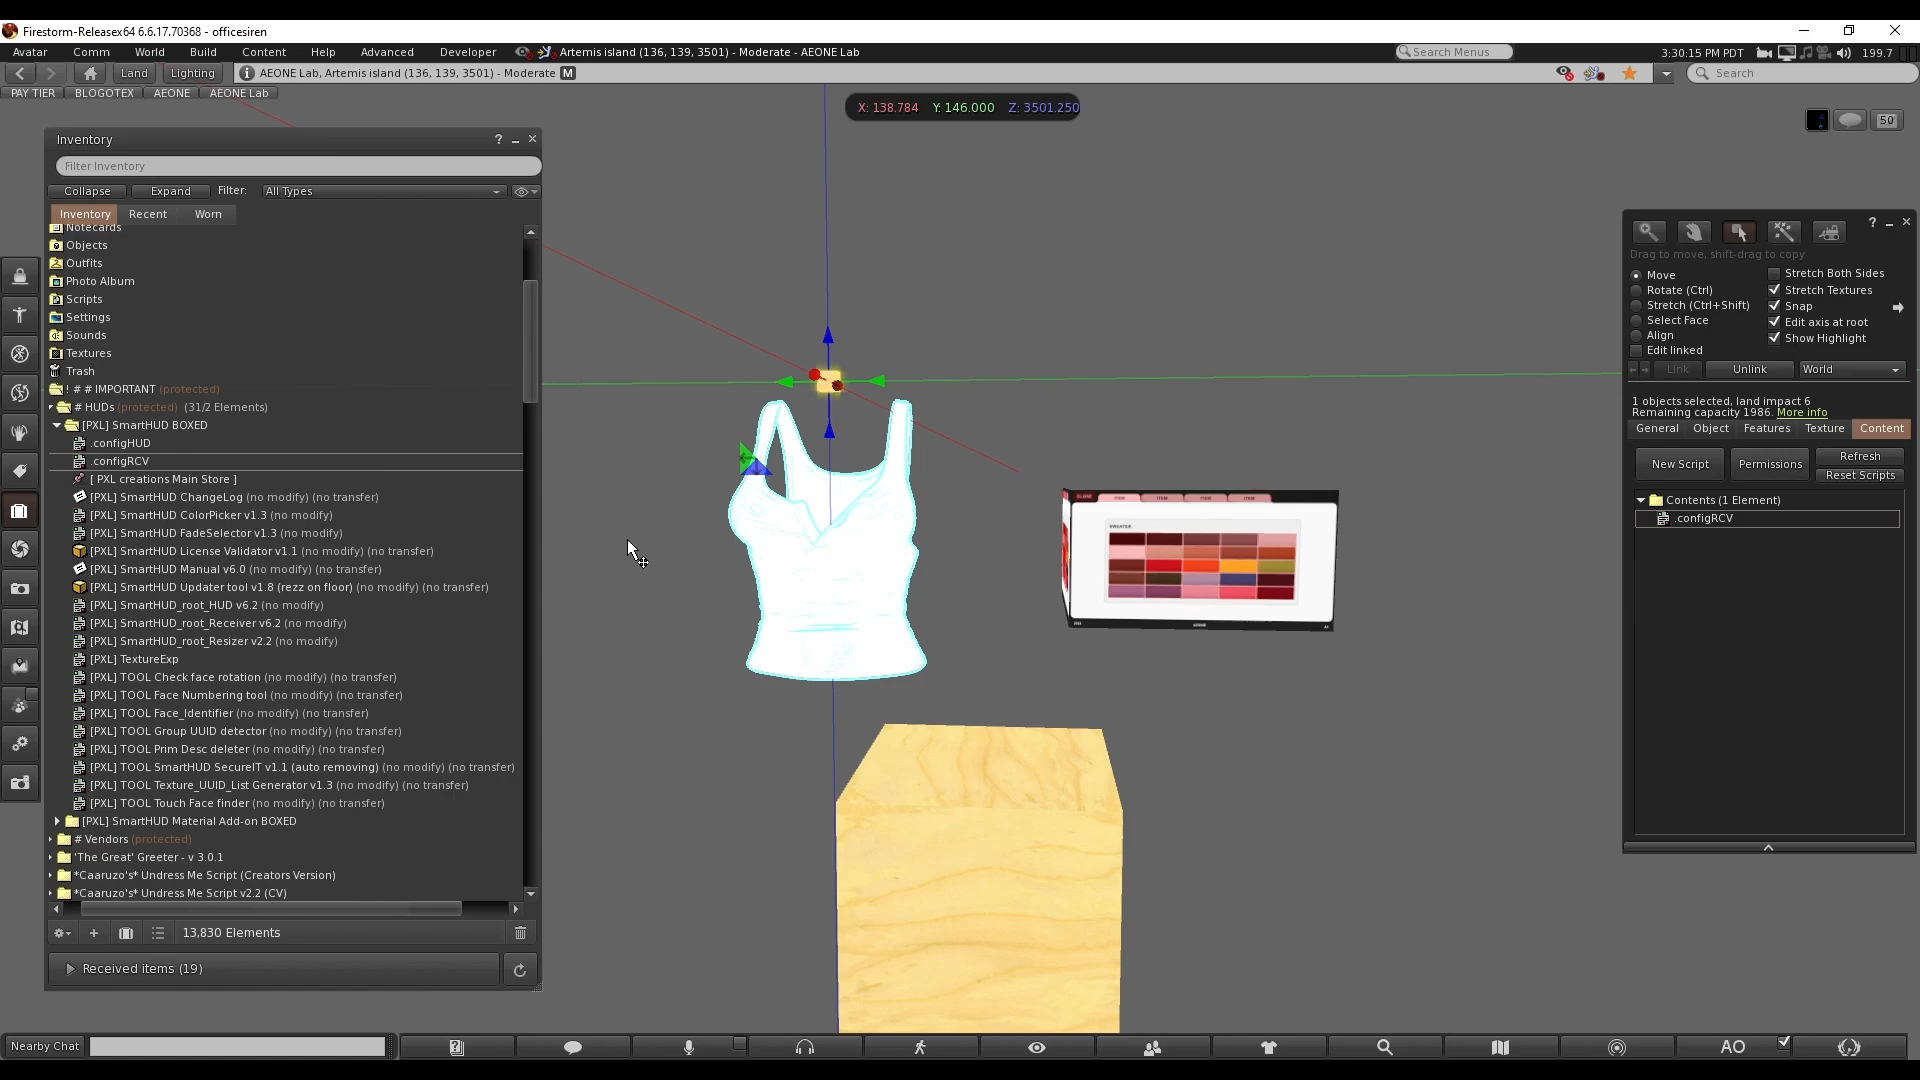 Firestorm-Releasex64 6.6.17.70368 - officesiren
Avatar Comm World Build Content Help Advanced Developer Artemis island (136, 139, 3501) - Moderate - AEONE Lab Search Menus 3:30:15 PM PDT 199.7
Land Lighting AEONE Lab, Artemis island (136, 139, 3501) - Moderate M Search
PAY TIER BLOGOTEX AEONE AEONE Lab
X: 138.784 Y: 146.000 Z: 3501.250
50
Inventory ?
Filter Inventory
Collapse Expand Filter: All Types
Inventory Recent Worn
Notecards
Objects
Outfits
Photo Album
Scripts
Settings
Sounds
Textures
Trash
! # # IMPORTANT (protected)
# HUDs (protected) (31/2 Elements)
[PXL] SmartHUD BOXED
.configHUD
.configRCV
[ PXL creations Main Store ]
[PXL] SmartHUD ChangeLog (no modify) (no transfer)
[PXL] SmartHUD ColorPicker v1.3 (no modify)
[PXL] SmartHUD FadeSelector v1.3 (no modify)
[PXL] SmartHUD License Validator v1.1 (no modify) (no transfer)
[PXL] SmartHUD Manual v6.0 (no modify) (no transfer)
[PXL] SmartHUD Updater tool v1.8 (rezz on floor) (no modify) (no transfer)
[PXL] SmartHUD_root_HUD v6.2 (no modify)
[PXL] SmartHUD_root_Receiver v6.2 (no modify)
[PXL] SmartHUD_root_Resizer v2.2 (no modify)
[PXL] TextureExp
[PXL] TOOL Check face rotation (no modify) (no transfer)
[PXL] TOOL Face Numbering tool (no modify) (no transfer)
[PXL] TOOL Face_Identifier (no modify) (no transfer)
[PXL] TOOL Group UUID detector (no modify) (no transfer)
[PXL] TOOL Prim Desc deleter (no modify) (no transfer)
[PXL] TOOL SmartHUD SecureIT v1.1 (auto removing) (no modify) (no transfer)
[PXL] TOOL Texture_UUID_List Generator v1.3 (no modify) (no transfer)
[PXL] TOOL Touch Face finder (no modify) (no transfer)
[PXL] SmartHUD Material Add-on BOXED
# Vendors (protected)
'The Great' Greeter - v 3.0.1
*Caaruzo's* Undress Me Script (Creators Version)
*Caaruzo's* Undress Me Script v2.2 (CV)
13,830 Elements
Received items (19)
ITEM ITEM ITEM ITEM
?
Drag to move, shift-drag to copy
Move Stretch Both Sides
Rotate (Ctrl) Stretch Textures
Stretch (Ctrl+Shift) Snap
Select Face Edit axis at root
Align Show Highlight
Edit linked
Link Unlink World
1 objects selected, land impact 6
Remaining capacity 1986. More info
General Object Features Texture Content
New Script Permissions Refresh
Reset Scripts
Contents (1 Element)
.configRCV
Nearby Chat AO